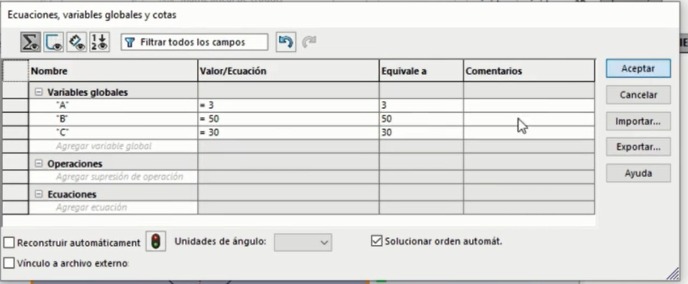 Ecuaciones, variables globales y cotas
Filtrar todos los campos
Nombre Valor/Ecuación Equivale a Comentarios
Variables globales
"A" = 3 3
"B" = 50 50
"C" = 30 30
Agregar variable global
Operaciones
Agregar supresión de operación
Ecuaciones
Agregar ecuación
Aceptar
Cancelar
Importar...
Exportar...
Ayuda
Reconstruir automáticament Unidades de ángulo: Solucionar orden automát.
Vínculo a archivo externo: